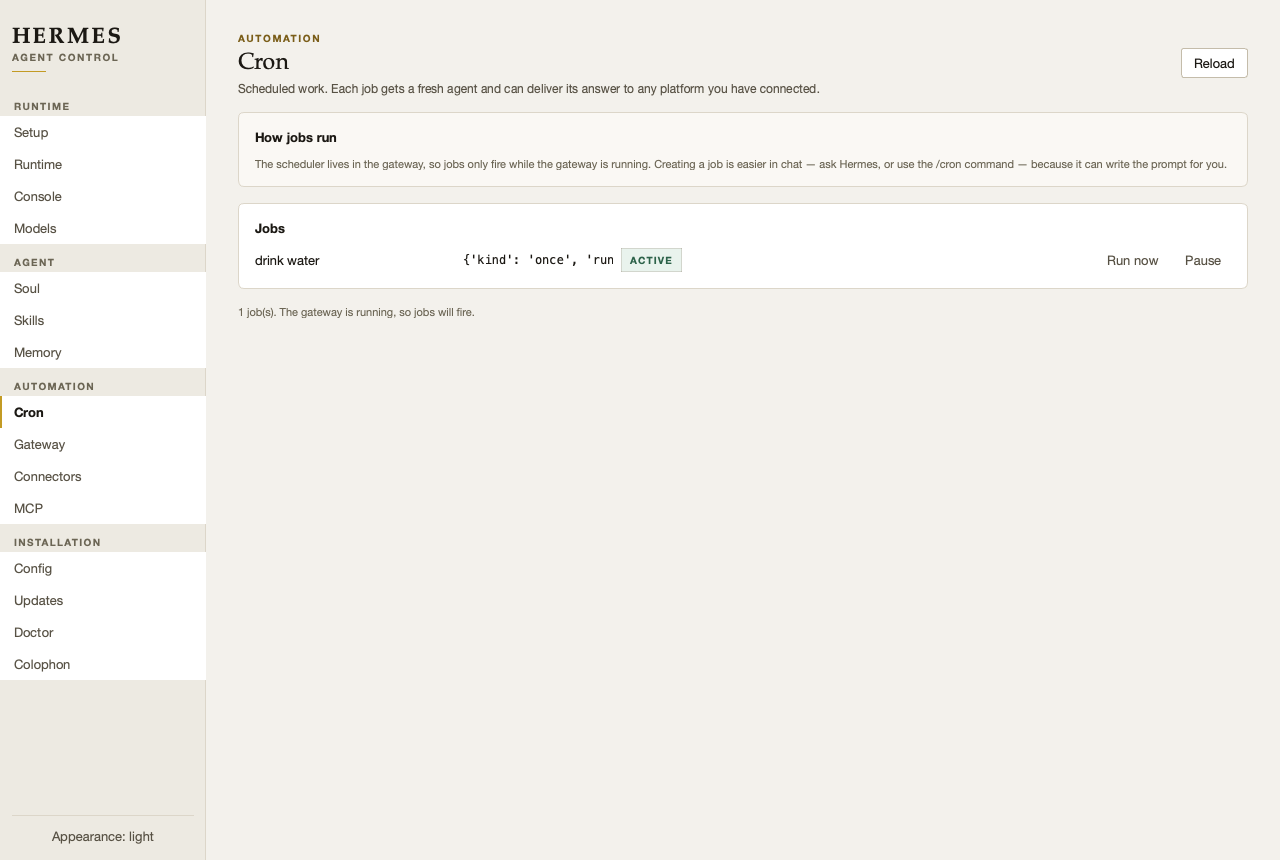 HERMES
AGENT CONTROL
RUNTIME
Setup
Runtime
Console
Models
AGENT
Soul
Skills
Memory
AUTOMATION
Cron
Gateway
Connectors
MCP
INSTALLATION
Config
Updates
Doctor
Colophon
Appearance: light
AUTOMATION
Cron
Reload
Scheduled work. Each job gets a fresh agent and can deliver its answer to any platform you have connected.
How jobs run
The scheduler lives in the gateway, so jobs only fire while the gateway is running. Creating a job is easier in chat — ask Hermes, or use the /cron command — because it can write the prompt for you.
Jobs
drink water {'kind': 'once', 'run ACTIVE Run now Pause
1 job(s). The gateway is running, so jobs will fire.